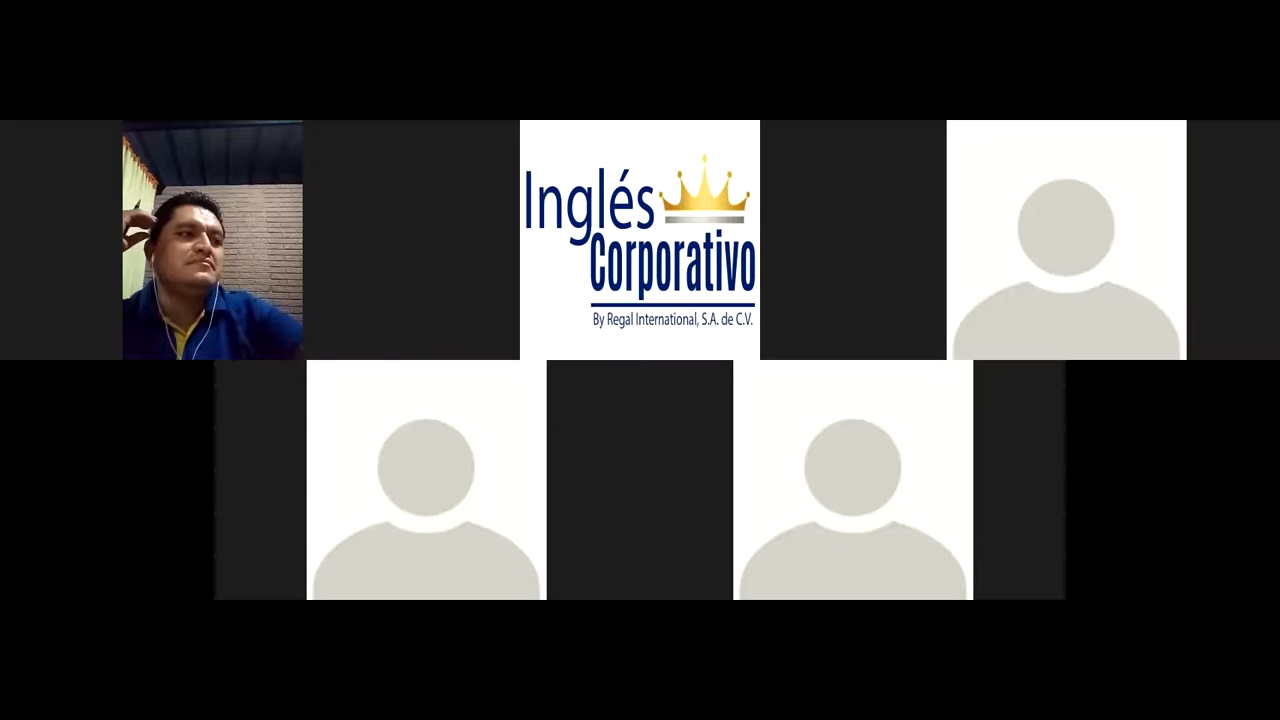 Inglés
Corporativo
By Regal International, S.A. de C.V.